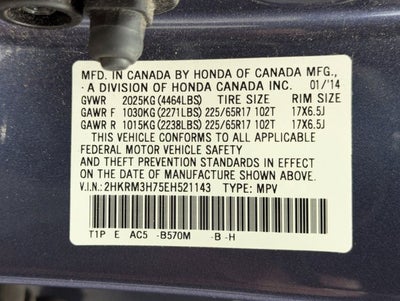 MFD. IN CANADA BY HONDA OF CANADA MFG.,
A DIVISION OF HONDA CANADA INC. 01/'14
GVWR 2025KG(4464LBS) TIRE SIZE RIM SIZE
GAWR F 1030KG(2271LBS) 225/65R17 102T 17X6.5J
GAWR R 1015KG(2238LBS) 225/65R17 102T 17X6.5J
THIS VEHICLE CONFORMS TO ALL APPLICABLE
FEDERAL MOTOR VEHICLE SAFETY AND THEFT
PREVENTION STANDARDS IN EFFECT ON
THE DATE OF MANUFACTURE SHOWN ABOVE.
V.I.N.: 2HKRM3H75EH521143 TYPE: MPV
T1P E AC5 -B570M -B -H